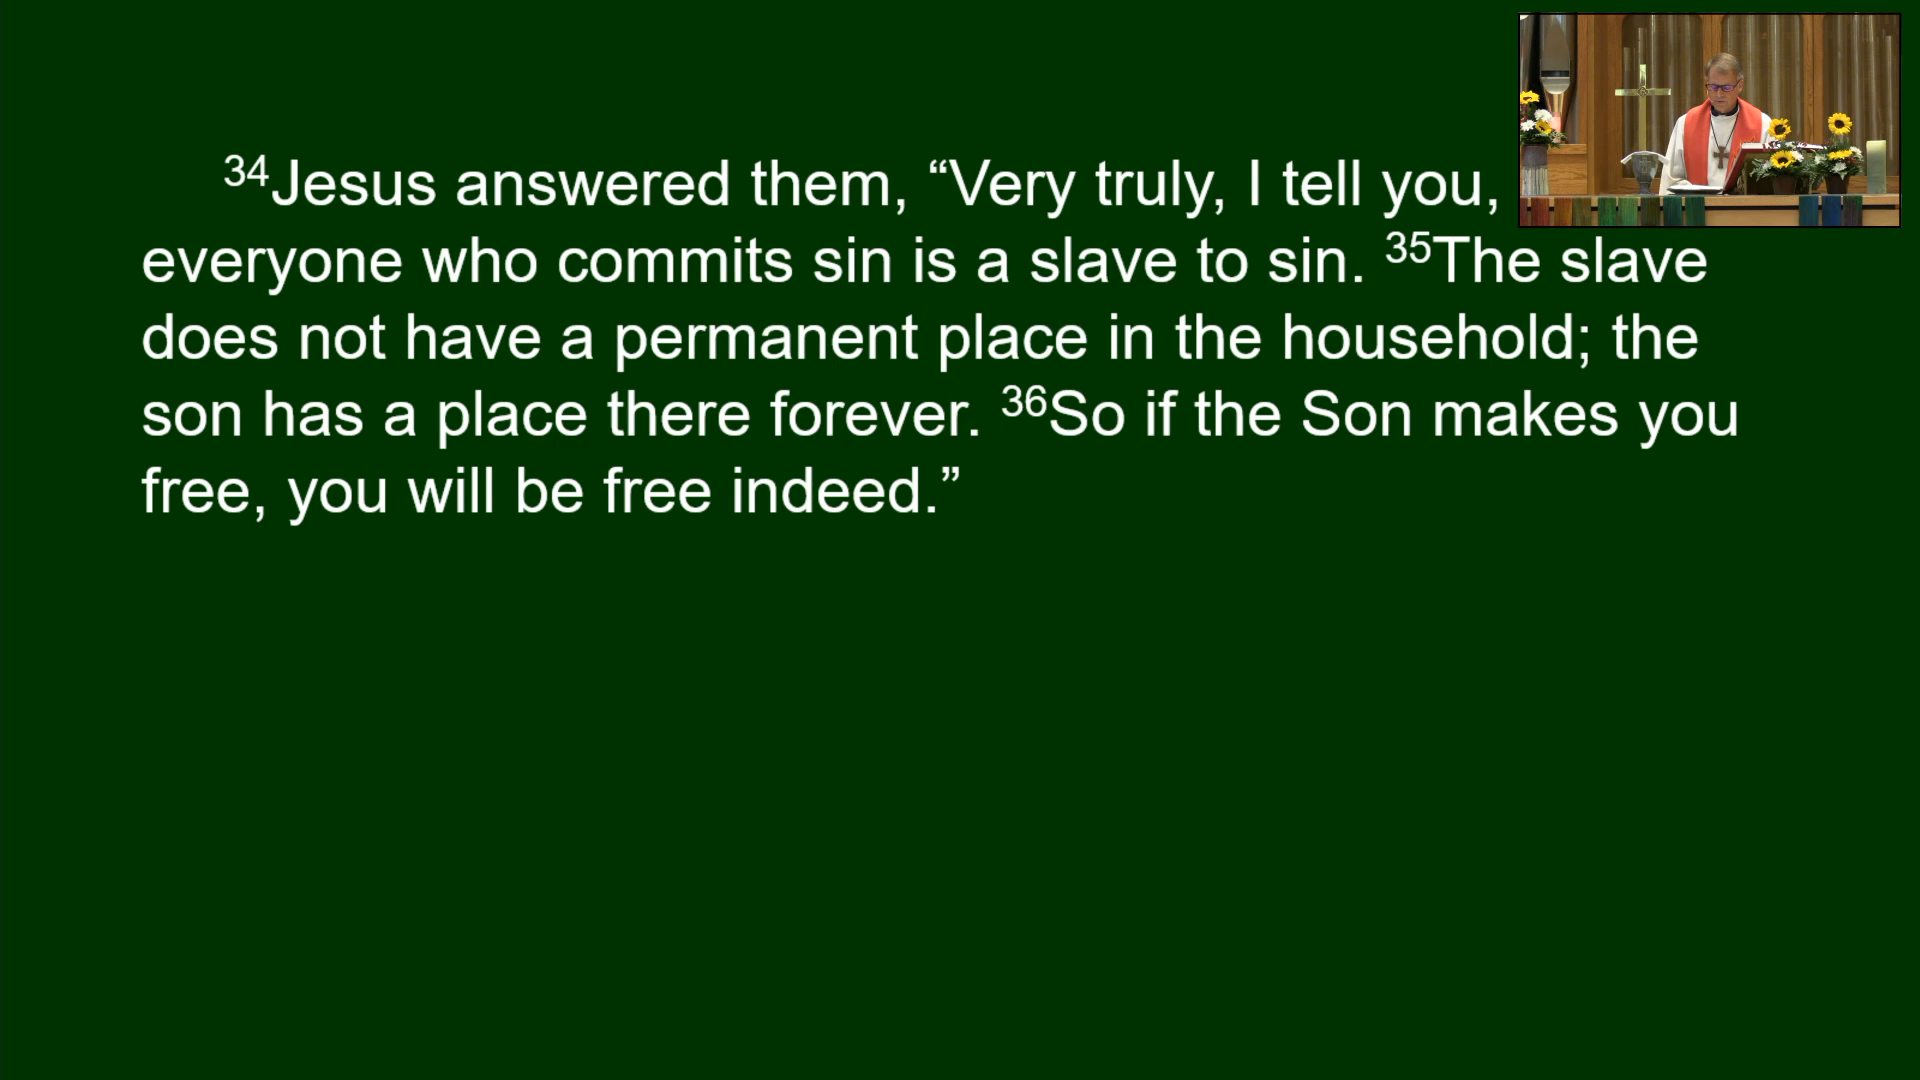 34Jesus answered them, “Very truly, I tell you,
everyone who commits sin is a slave to sin. 35The slave
does not have a permanent place in the household; the
son has a place there forever. 36So if the Son makes you
free, you will be free indeed.”